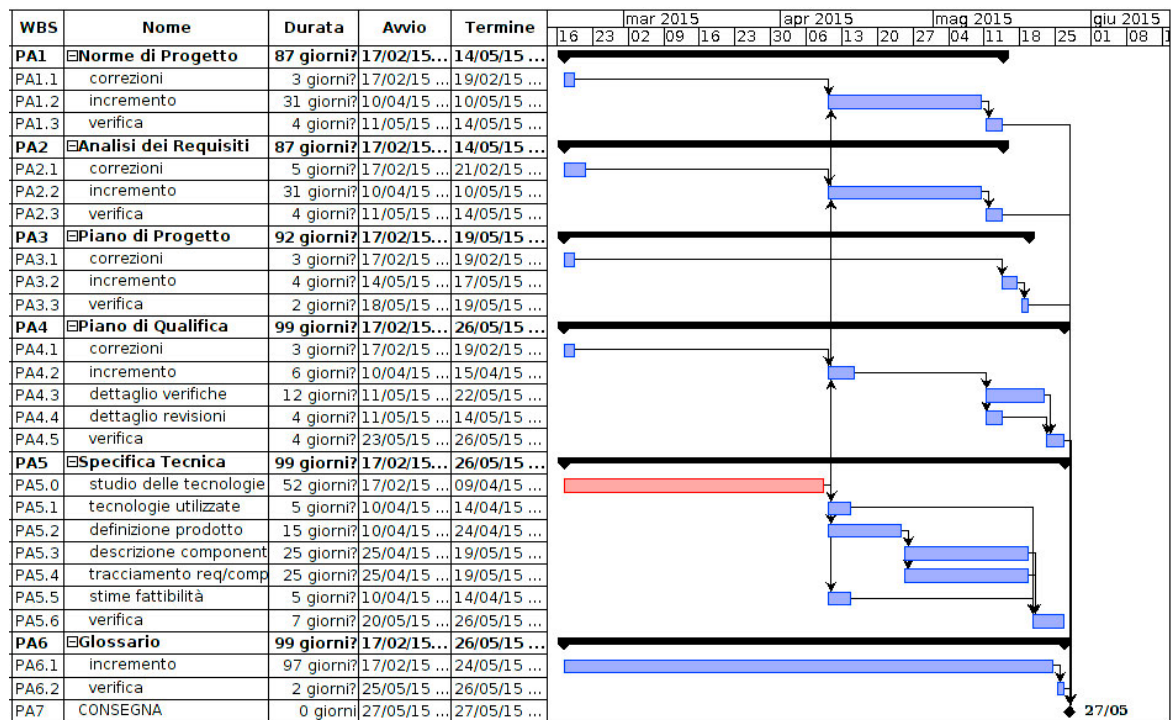 WBS Nome Durata Avvio Termine mar 2015 apr 2015 mag 2015 giu 2015
16 23 02 09 16 23 30 06 13 20 27 04 11 18 25 01 08
PA1 Norme di Progetto 87 giorni? 17/02/15... 14/05/15 ...
PA1.1 correzioni 3 giorni? 17/02/15 ... 19/02/15 ...
PA1.2 incremento 31 giorni? 10/04/15 ... 10/05/15 ...
PA1.3 verifica 4 giorni? 11/05/15 ... 14/05/15 ...
PA2 Analisi dei Requisiti 87 giorni? 17/02/15... 14/05/15 ...
PA2.1 correzioni 5 giorni? 17/02/15 ... 21/02/15 ...
PA2.2 incremento 31 giorni? 10/04/15 ... 10/05/15 ...
PA2.3 verifica 4 giorni? 11/05/15 ... 14/05/15 ...
PA3 Piano di Progetto 92 giorni? 17/02/15... 19/05/15 ...
PA3.1 correzioni 3 giorni? 17/02/15 ... 19/02/15 ...
PA3.2 incremento 4 giorni? 14/05/15 ... 17/05/15 ...
PA3.3 verifica 2 giorni? 18/05/15 ... 19/05/15 ...
PA4 Piano di Qualifica 99 giorni? 17/02/15... 26/05/15 ...
PA4.1 correzioni 3 giorni? 17/02/15 ... 19/02/15 ...
PA4.2 incremento 6 giorni? 10/04/15 ... 15/04/15 ...
PA4.3 dettaglio verifiche 12 giorni? 11/05/15 ... 22/05/15 ...
PA4.4 dettaglio revisioni 4 giorni? 11/05/15 ... 14/05/15 ...
PA4.5 verifica 4 giorni? 23/05/15 ... 26/05/15 ...
PA5 Specifica Tecnica 99 giorni? 17/02/15... 26/05/15 ...
PA5.0 studio delle tecnologie 52 giorni? 17/02/15 ... 09/04/15 ...
PA5.1 tecnologie utilizzate 5 giorni? 10/04/15 ... 14/04/15 ...
PA5.2 definizione prodotto 15 giorni? 10/04/15 ... 24/04/15 ...
PA5.3 descrizione component 25 giorni? 25/04/15 ... 19/05/15 ...
PA5.4 tracciamento req/comp 25 giorni? 25/04/15 ... 19/05/15 ...
PA5.5 stime fattibilità 5 giorni? 10/04/15 ... 14/04/15 ...
PA5.6 verifica 7 giorni? 20/05/15 ... 26/05/15 ...
PA6 Glossario 99 giorni? 17/02/15... 26/05/15 ...
PA6.1 incremento 97 giorni? 17/02/15 ... 24/05/15 ...
PA6.2 verifica 2 giorni? 25/05/15 ... 26/05/15 ...
PA7 CONSEGNA 0 giorni 27/05/15 ... 27/05/15 ... 27/05